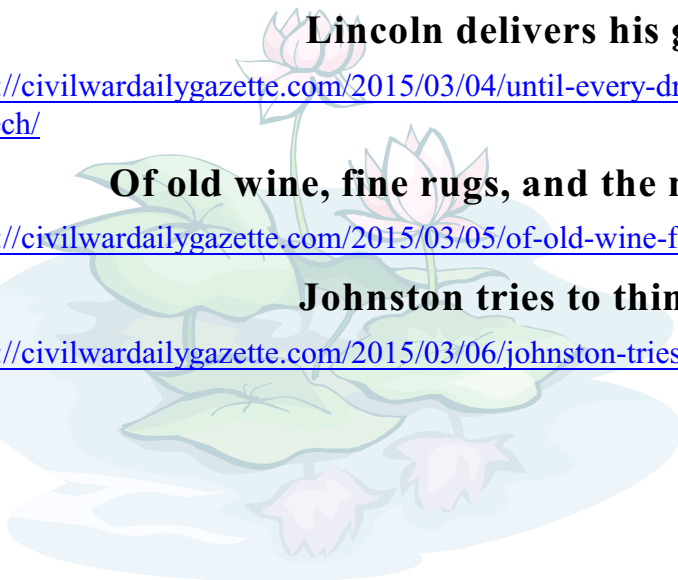 Lincoln delivers his g
://civilwardailygazette.com/2015/03/04/until-every-dr
ech/
Of old wine, fine rugs, and the
://civilwardailygazette.com/2015/03/05/of-old-wine-f
Johnston tries to thin
://civilwardailygazette.com/2015/03/06/johnston-tries